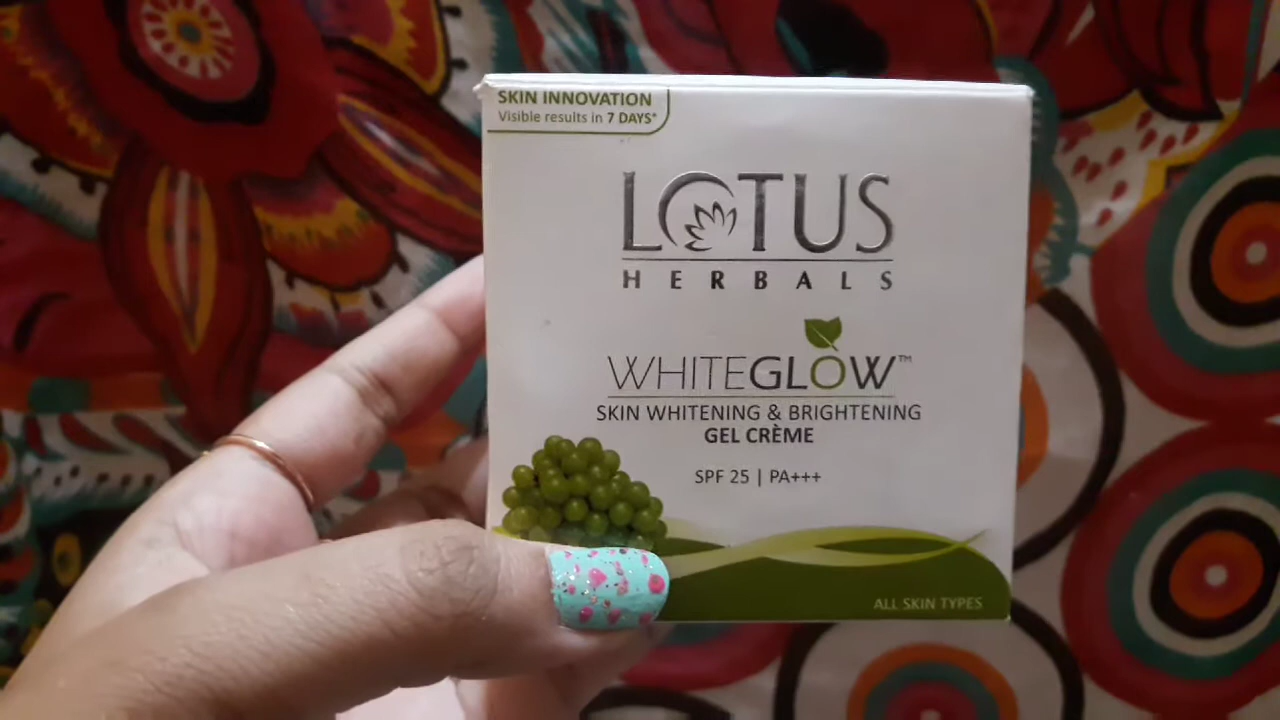 SKIN INNOVATION
Visible results in 7 DAYS*
LOTUS
HERBALS
WHITEGLOW™
SKIN WHITENING & BRIGHTENING
GEL CRÈME
SPF 25 | PA+++
ALL SKIN TYPES